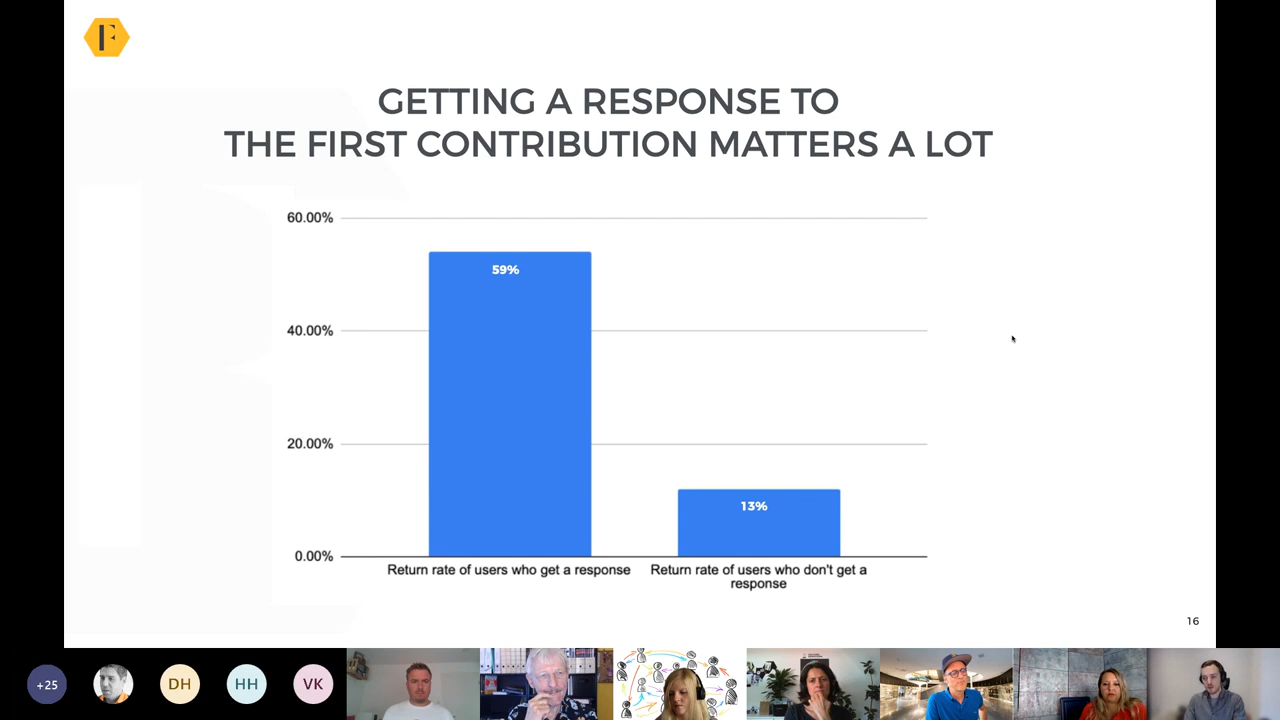 F
GETTING A RESPONSE TO
THE FIRST CONTRIBUTION MATTERS A LOT
60.00%
59%
40.00%
20.00%
13%
0.00%
Return rate of users who get a response
Return rate of users who don't get a
response
16
+25
DH
HH
VK